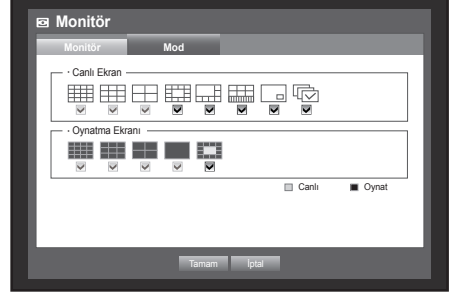 Monitör
Monitör Mod
· Canlı Ekran
· Oynatma Ekranı
Canlı Oynat
Tamam İptal